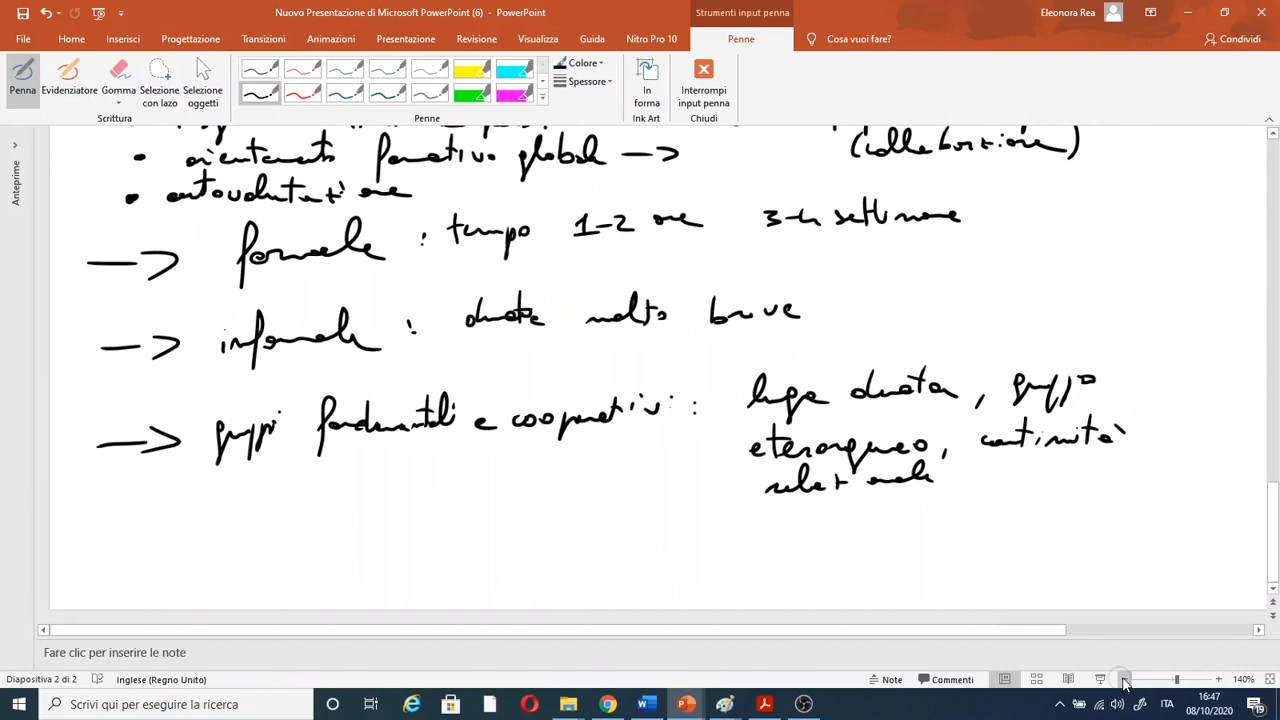 Nuovo Presentazione di Microsoft PowerPoint (6) - PowerPoint
Strumenti input penna
Eleonora Rea
File Home Inserisci Progettazione Transizioni Animazioni Presentazione Revisione Visualizza Guida Nitro Pro 10 Penne Cosa vuoi fare? Condividi
Penna Evidenziatore Gomma Selezione con lazo Selezione oggetti
Colore
Spessore
In forma
Interrompi input penna
Scrittura Penne Ink Art Chiudi
Anteprime
• orientamento formativo globale → (collaborazione)
• autovalutazione
→ formale : tempo 1-2 ore 3-4 settimane
→ informale : durata molto breve
→ gruppi fondamentali e cooperativi : lunga durata, gruppo
eterogeneo, continuità
relazionale
Fare clic per inserire le note
Diapositiva 2 di 2 Inglese (Regno Unito) Note Commenti 140%
Scrivi qui per eseguire la ricerca
ITA
16:47
08/10/2020
19